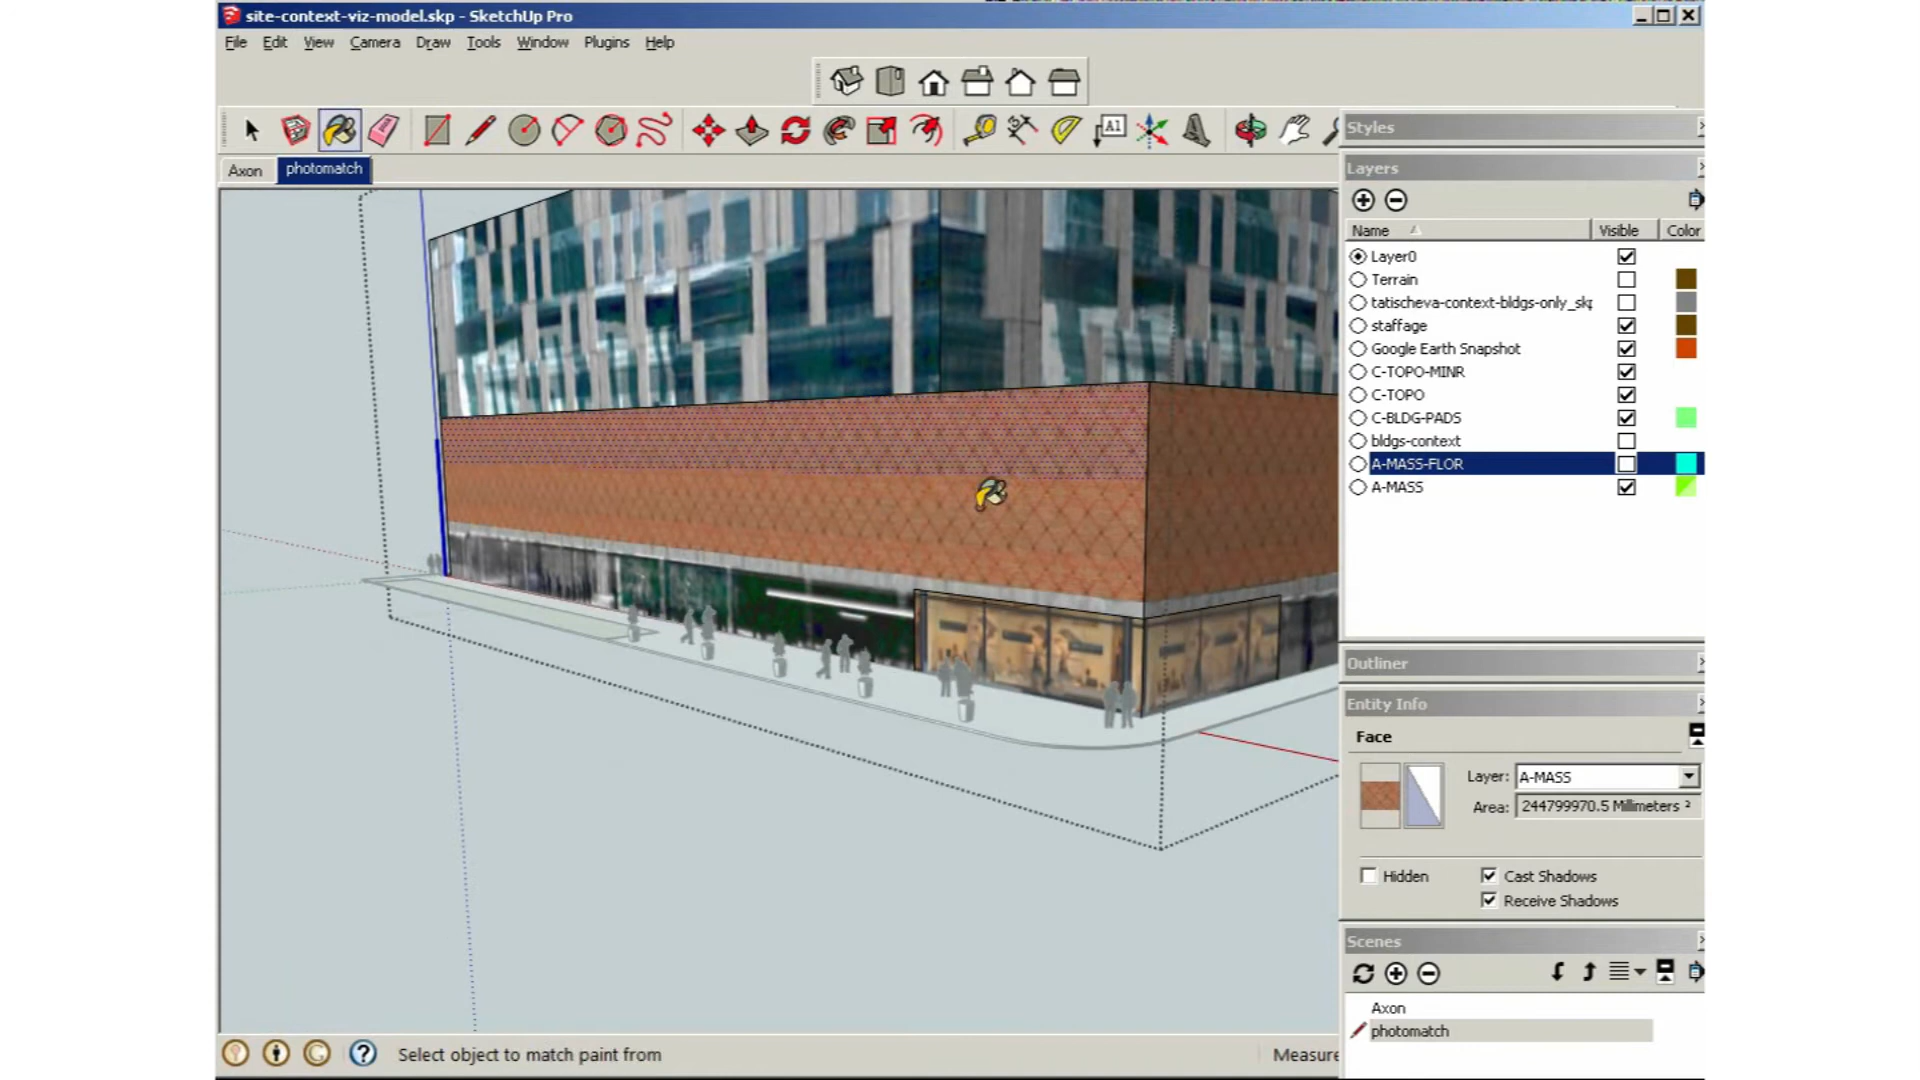 site-context-viz-model.skp - SketchUp Pro
File Edit View Camera Draw Tools Window Plugins Help
A1
Axon photomatch
Styles
Layers
Name Visible Color
Layer0
Terrain
tatischeva-context-bldgs-only_sk
staffage
Google Earth Snapshot
C-TOPO-MINR
C-TOPO
C-BLDG-PADS
bldgs-context
A-MASS-FLOR
A-MASS
Outliner
Entity Info
Face
Layer: A-MASS
Area: 244799970.5 Millimeters ²
Hidden Cast Shadows
Receive Shadows
Scenes
Axon
photomatch
Select object to match paint from
Measure